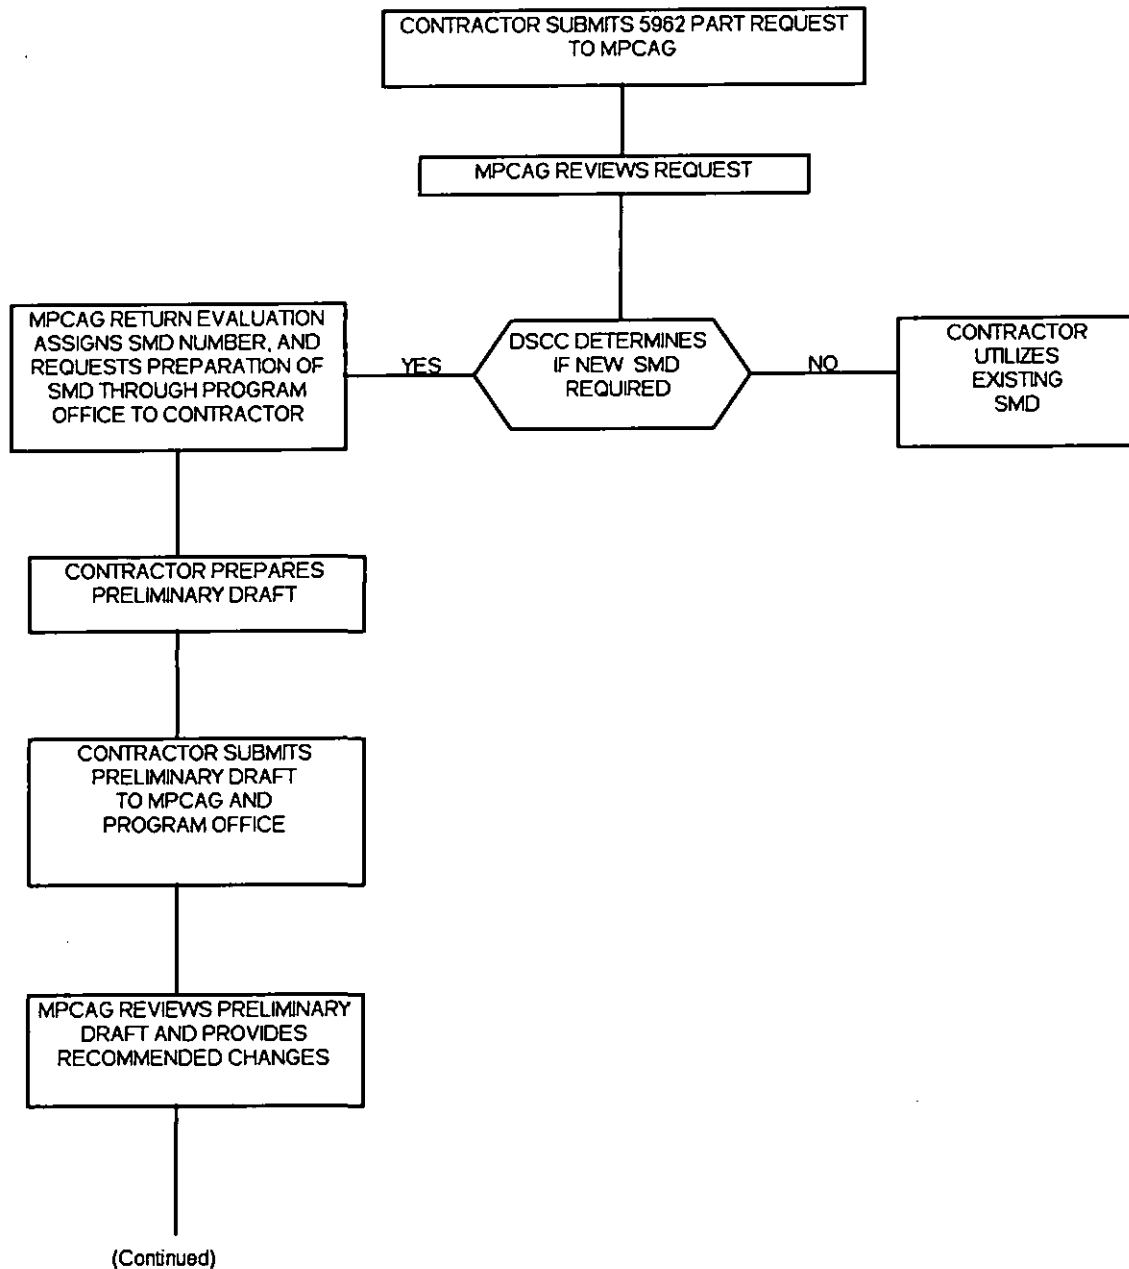 CONTRACTOR SUBMITS 5962 PART REQUEST
TO MPCAG
MPCAG REVIEWS REQUEST
MPCAG RETURN EVALUATION
ASSIGNS SMD NUMBER, AND
REQUESTS PREPARATION OF
SMD THROUGH PROGRAM
OFFICE TO CONTRACTOR
YES
DSCC DETERMINES
IF NEW SMD
REQUIRED
NO
CONTRACTOR
UTILIZES
EXISTING
SMD
CONTRACTOR PREPARES
PRELIMINARY DRAFT
CONTRACTOR SUBMITS
PRELIMINARY DRAFT
TO MPCAG AND
PROGRAM OFFICE
MPCAG REVIEWS PRELIMINARY
DRAFT AND PROVIDES
RECOMMENDED CHANGES
(Continued)